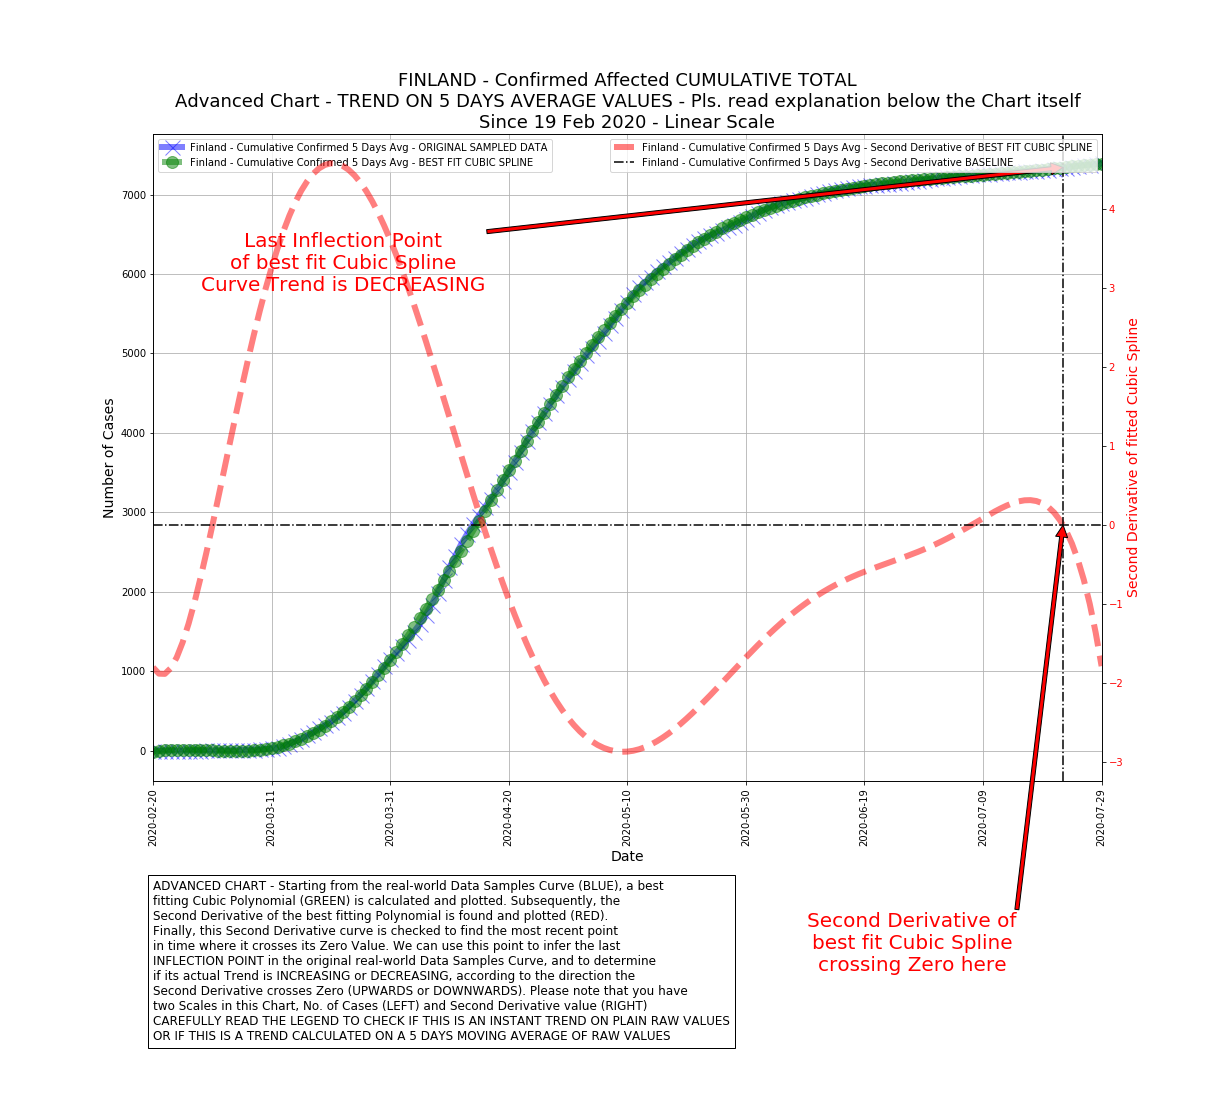 FINLAND - Confirmed Affected CUMULATIVE TOTAL
Advanced Chart - TREND ON 5 DAYS AVERAGE VALUES - Pls. read explanation below the Chart itself
Since 19 Feb 2020 - Linear Scale
Finland - Cumulative Confirmed 5 Days Avg - ORIGINAL SAMPLED DATA
Finland - Cumulative Confirmed 5 Days Avg - BEST FIT CUBIC SPLINE
Finland - Cumulative Confirmed 5 Days Avg - Second Derivative of BEST FIT CUBIC SPLINE
Finland - Cumulative Confirmed 5 Days Avg - Second Derivative BASELINE
Last Inflection Point
of best fit Cubic Spline
Curve Trend is DECREASING
Number of Cases
7000
6000
5000
4000
3000
2000
1000
0
4
3
2
1
0
−1
−2
−3
Second Derivative of fitted Cubic Spline
2020-02-20
2020-03-11
2020-03-31
2020-04-20
2020-05-10
2020-05-30
2020-06-19
2020-07-09
2020-07-29
Date
ADVANCED CHART - Starting from the real-world Data Samples Curve (BLUE), a best
fitting Cubic Polynomial (GREEN) is calculated and plotted. Subsequently, the
Second Derivative of the best fitting Polynomial is found and plotted (RED).
Finally, this Second Derivative curve is checked to find the most recent point
in time where it crosses its Zero Value. We can use this point to infer the last
INFLECTION POINT in the original real-world Data Samples Curve, and to determine
if its actual Trend is INCREASING or DECREASING, according to the direction the
Second Derivative crosses Zero (UPWARDS or DOWNWARDS). Please note that you have
two Scales in this Chart, No. of Cases (LEFT) and Second Derivative value (RIGHT)
CAREFULLY READ THE LEGEND TO CHECK IF THIS IS AN INSTANT TREND ON PLAIN RAW VALUES
OR IF THIS IS A TREND CALCULATED ON A 5 DAYS MOVING AVERAGE OF RAW VALUES
Second Derivative of
best fit Cubic Spline
crossing Zero here